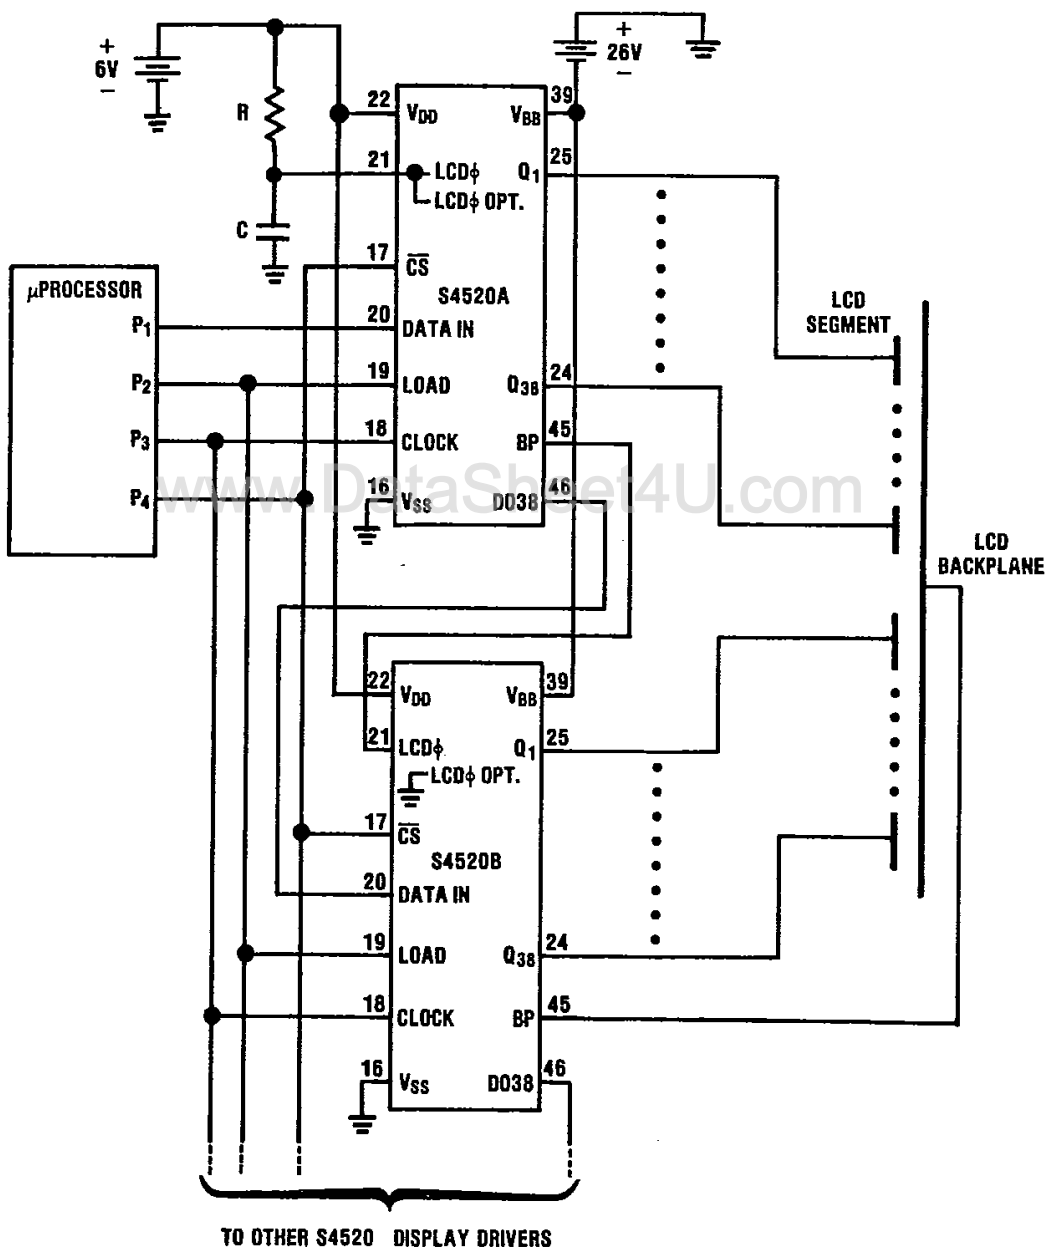 +
6V
−
+
26V
−
R
C
22
VDD
21
LCDϕ
LCDϕ OPT.
17
CS
S4520A
20
DATA IN
19
LOAD
18
CLOCK
16
VSS
39
VBB
25
Q1
24
Q38
45
BP
46
DO38
μPROCESSOR
P1
P2
P3
P4
LCD
SEGMENT
LCD
BACKPLANE
www.DataSheet4U.com
22
VDD
21
LCDϕ
LCDϕ OPT.
17
CS
S4520B
20
DATA IN
19
LOAD
18
CLOCK
16
VSS
39
VBB
25
Q1
24
Q38
45
BP
46
DO38
TO OTHER S4520 DISPLAY DRIVERS